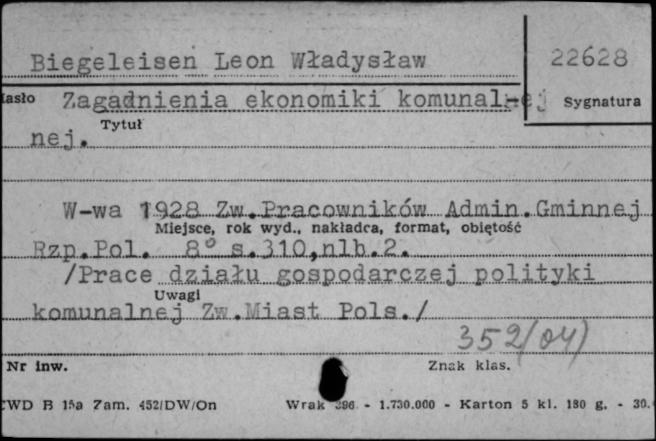 Biegeleisen Leon Władysław 22628
Hasło Zagadnienia ekonomiki komunal-ej Sygnatura
Tytuł
nej.
W-wa 1928 Zw.Pracowników Admin.Gminnej
Miejsce, rok wyd., nakładca, format, objętość
Rzp.Pol. 8° s.310,nlb.2.
/Prace działu gospodarczej polityki
Uwagi
komunalnej Zw.Miast Pols./
352(04)
Nr inw. Znak klas.
CWD B 15a Zam. 452/DW/On Wrak 396 - 1.730.000 - Karton 5 kl. 180 g. - 30.